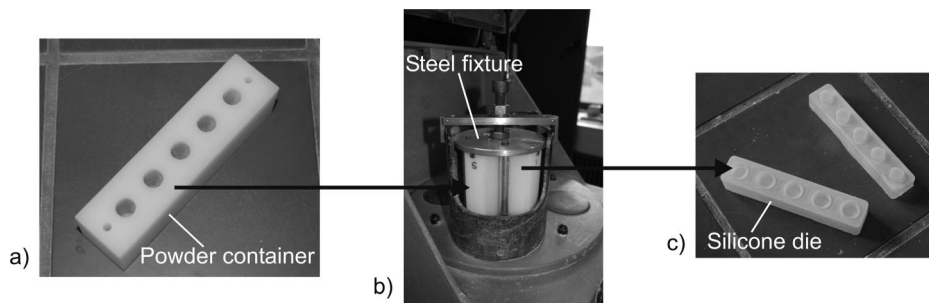 a)
Powder container
b)
Steel fixture
S
c)
Silicone die